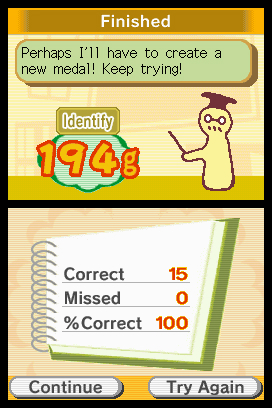 Finished
Perhaps I'll have to create a
new medal! Keep trying!
Identify
194g
Correct 15
Missed 0
%Correct 100
Continue
Try Again